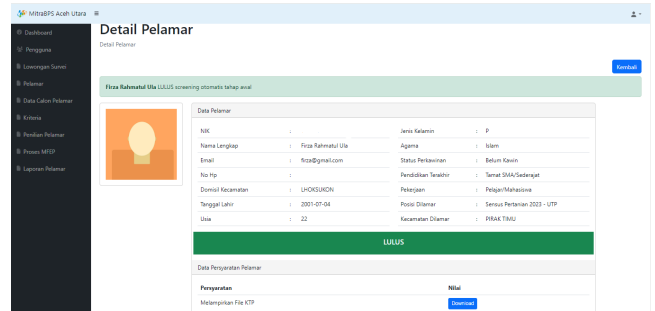 MitraBPS Aceh Utara
Dashboard
Pengguna
Lowongan Survei
Pelamar
Data Calon Pelamar
Kriteria
Penilian Pelamar
Proses MFEP
Laporan Pelamar
Detail Pelamar
Detail Pelamar
Kembali
Firza Rahmatul Ula LULUS screening otomatis tahap awal
Data Pelamar
NIK :
Nama Lengkap : Firza Rahmatul Ula
Email : firza@gmail.com
No Hp :
Domisil Kecamatan : LHOKSUKON
Tanggal Lahir : 2001-07-04
Usia : 22
Jenis Kelamin : P
Agama : Islam
Status Perkawinan : Belum Kawin
Pendidikan Terakhir : Tamat SMA/Sederajat
Pekerjaan : Pelajar/Mahasiswa
Posisi Dilamar : Sensus Pertanian 2023 - UTP
Kecamatan Dilamar : PIRAK TIMU
LULUS
Data Persyaratan Pelamar
Persyaratan Nilai
Melampirkan File KTP Download